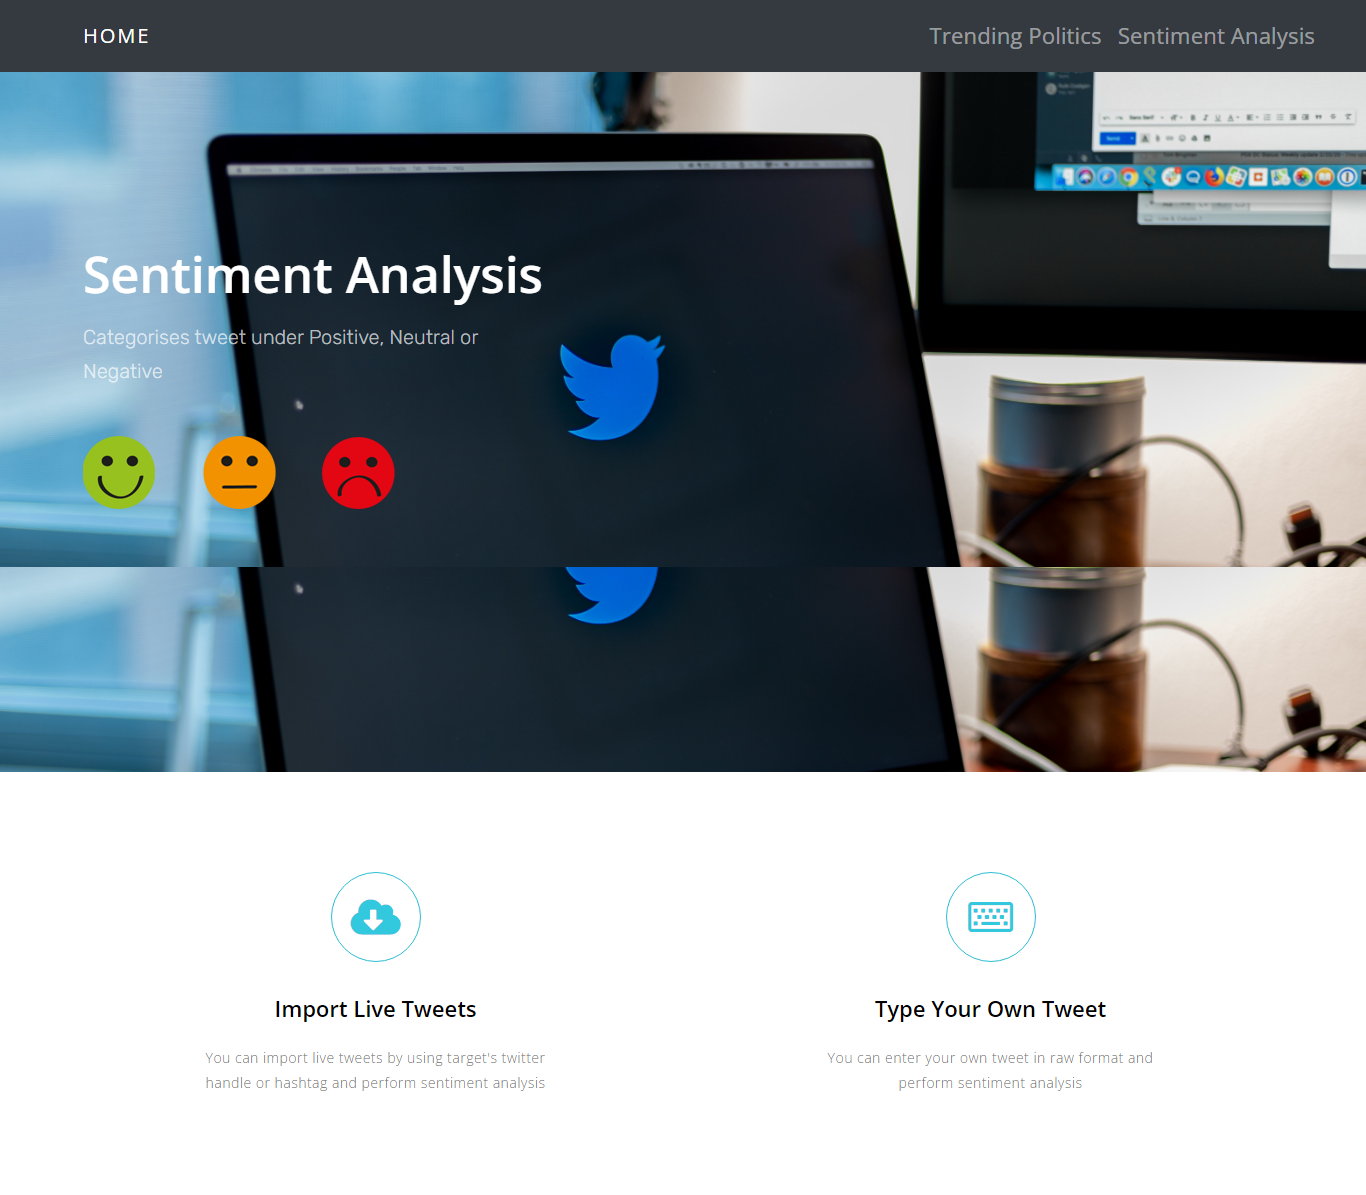 HOME
Trending Politics Sentiment Analysis
Sentiment Analysis
Categorises tweet under Positive, Neutral or
Negative
Import Live Tweets
You can import live tweets by using target's twitter
handle or hashtag and perform sentiment analysis
Type Your Own Tweet
You can enter your own tweet in raw format and
perform sentiment analysis